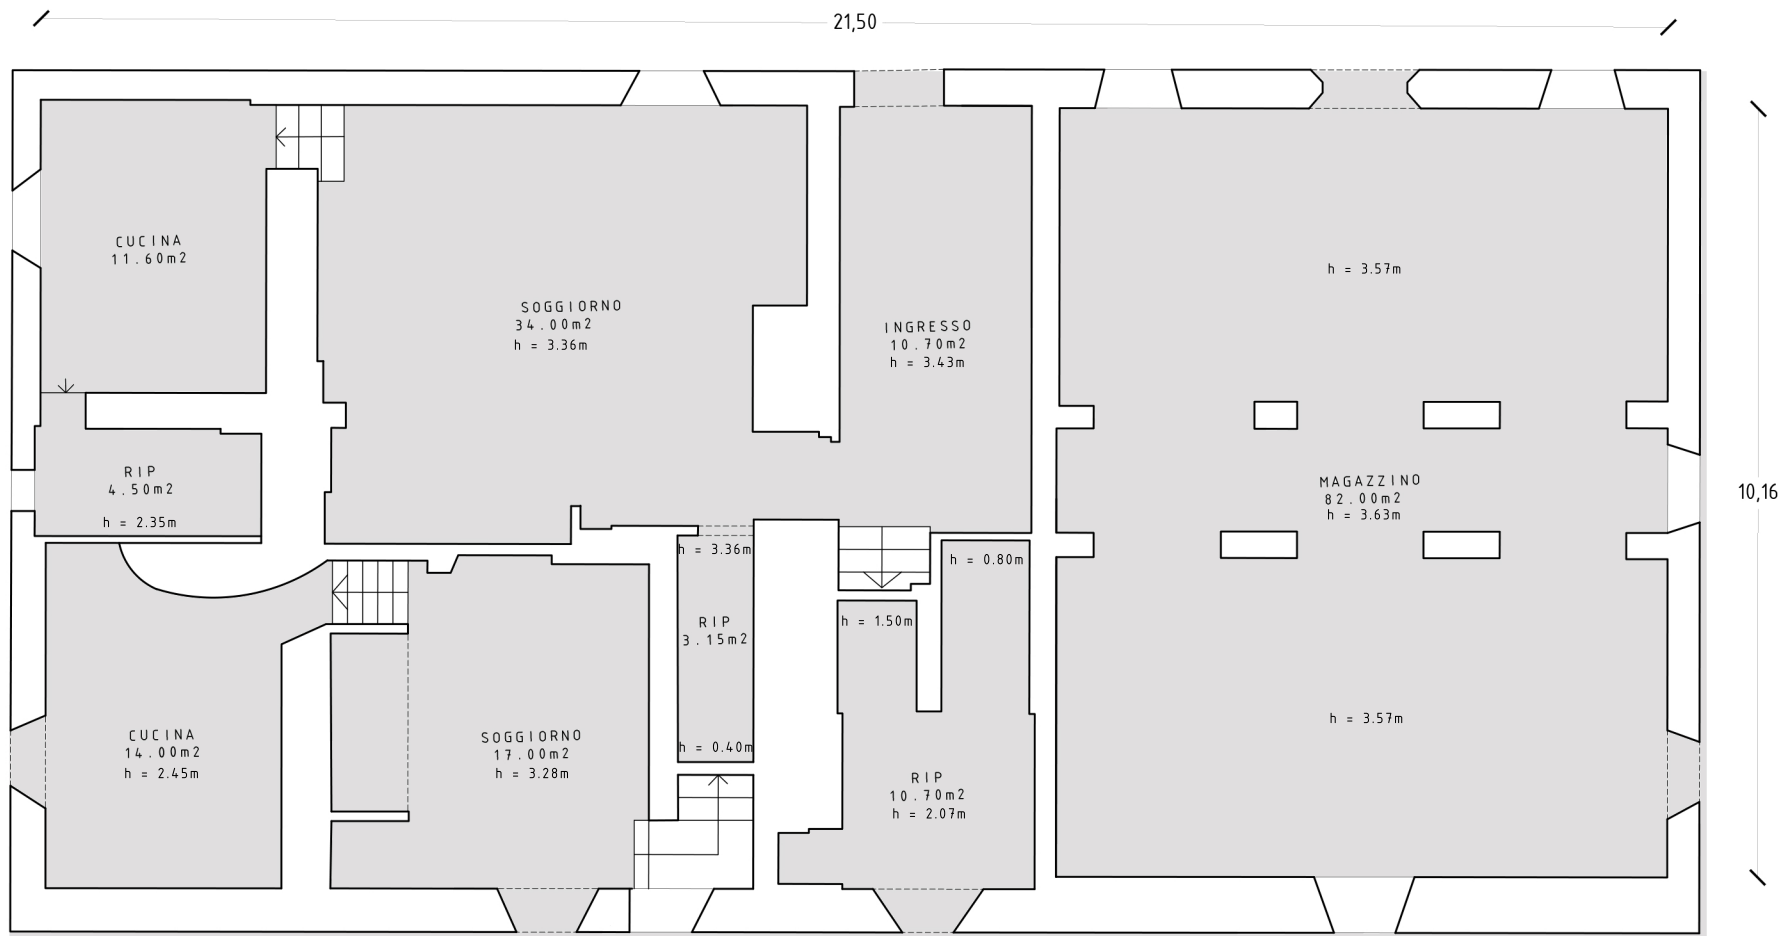 21,50
CUCINA
11.60m2
SOGGIORNO
34.00m2
h = 3.36m
INGRESSO
10.70m2
h = 3.43m
h = 3.57m
10,16
RIP
4.50m2
h = 2.35m
MAGAZZINO
82.00m2
h = 3.63m
h = 3.36m
RIP
3.15m2
h = 0.40m
h = 0.80m
h = 1.50m
CUCINA
14.00m2
h = 2.45m
SOGGIORNO
17.00m2
h = 3.28m
RIP
10.70m2
h = 2.07m
h = 3.57m